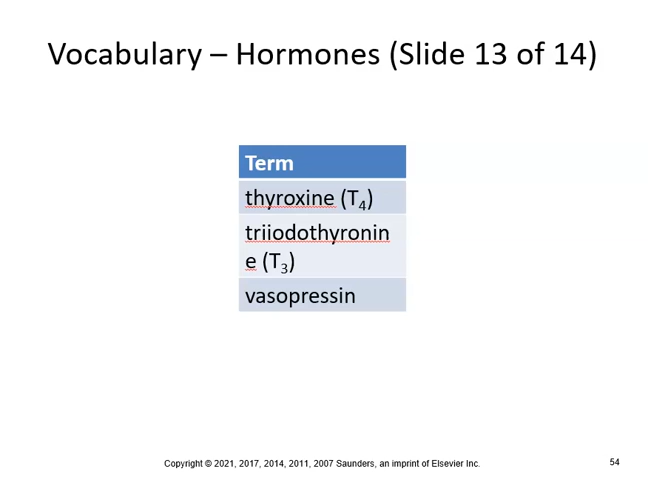 Vocabulary – Hormones (Slide 13 of 14)
Term
thyroxine (T₄)
triiodothyronin
e (T₃)
vasopressin
Copyright © 2021, 2017, 2014, 2011, 2007 Saunders, an imprint of Elsevier Inc.
54